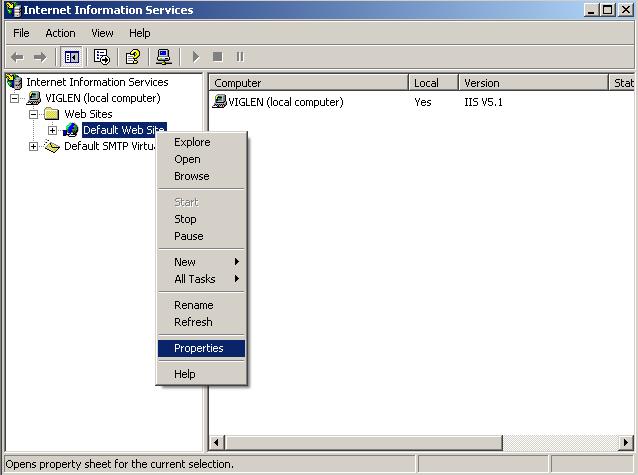 Internet Information Services
File Action View Help
Internet Information Services
VIGLEN (local computer)
Web Sites
Default Web Site
Default SMTP Virtu
Explore
Open
Browse
Start
Stop
Pause
New
All Tasks
Rename
Refresh
Properties
Help
Computer Local Version Stat
VIGLEN (local computer) Yes IIS V5.1
Opens property sheet for the current selection.